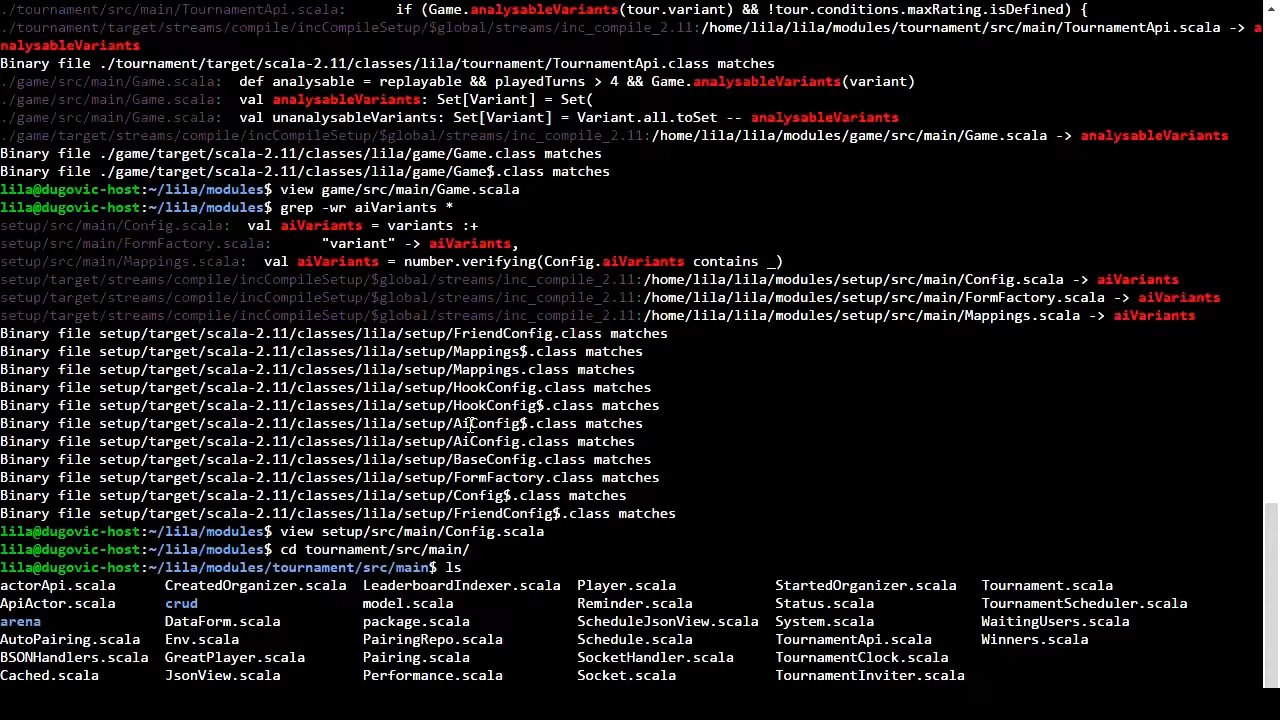 ./tournament/src/main/TournamentApi.scala:      if (Game.analysableVariants(tour.variant) && !tour.conditions.maxRating.isDefined) {
./tournament/target/streams/compile/incCompileSetup/$global/streams/inc_compile_2.11:/home/lila/lila/modules/tournament/src/main/TournamentApi.scala -> a
nalysableVariants
Binary file ./tournament/target/scala-2.11/classes/lila/tournament/TournamentApi.class matches
./game/src/main/Game.scala:  def analysable = replayable && playedTurns > 4 && Game.analysableVariants(variant)
./game/src/main/Game.scala:  val analysableVariants: Set[Variant] = Set(
./game/src/main/Game.scala:  val unanalysableVariants: Set[Variant] = Variant.all.toSet -- analysableVariants
./game/target/streams/compile/incCompileSetup/$global/streams/inc_compile_2.11:/home/lila/lila/modules/game/src/main/Game.scala -> analysableVariants
Binary file ./game/target/scala-2.11/classes/lila/game/Game.class matches
Binary file ./game/target/scala-2.11/classes/lila/game/Game$.class matches
lila@dugovic-host:~/lila/modules$ view game/src/main/Game.scala
lila@dugovic-host:~/lila/modules$ grep -wr aiVariants *
setup/src/main/Config.scala:  val aiVariants = variants :+
setup/src/main/FormFactory.scala:      "variant" -> aiVariants,
setup/src/main/Mappings.scala:  val aiVariants = number.verifying(Config.aiVariants contains _)
setup/target/streams/compile/incCompileSetup/$global/streams/inc_compile_2.11:/home/lila/lila/modules/setup/src/main/Config.scala -> aiVariants
setup/target/streams/compile/incCompileSetup/$global/streams/inc_compile_2.11:/home/lila/lila/modules/setup/src/main/FormFactory.scala -> aiVariants
setup/target/streams/compile/incCompileSetup/$global/streams/inc_compile_2.11:/home/lila/lila/modules/setup/src/main/Mappings.scala -> aiVariants
Binary file setup/target/scala-2.11/classes/lila/setup/FriendConfig.class matches
Binary file setup/target/scala-2.11/classes/lila/setup/Mappings$.class matches
Binary file setup/target/scala-2.11/classes/lila/setup/Mappings.class matches
Binary file setup/target/scala-2.11/classes/lila/setup/HookConfig.class matches
Binary file setup/target/scala-2.11/classes/lila/setup/HookConfig$.class matches
Binary file setup/target/scala-2.11/classes/lila/setup/AiConfig$.class matches
Binary file setup/target/scala-2.11/classes/lila/setup/AiConfig.class matches
Binary file setup/target/scala-2.11/classes/lila/setup/BaseConfig.class matches
Binary file setup/target/scala-2.11/classes/lila/setup/FormFactory.class matches
Binary file setup/target/scala-2.11/classes/lila/setup/Config$.class matches
Binary file setup/target/scala-2.11/classes/lila/setup/FriendConfig$.class matches
lila@dugovic-host:~/lila/modules$ view setup/src/main/Config.scala
lila@dugovic-host:~/lila/modules$ cd tournament/src/main/
lila@dugovic-host:~/lila/modules/tournament/src/main$ ls
actorApi.scala      CreatedOrganizer.scala  LeaderboardIndexer.scala  Player.scala            StartedOrganizer.scala   Tournament.scala
ApiActor.scala      crud                    model.scala               Reminder.scala          Status.scala             TournamentScheduler.scala
arena               DataForm.scala          package.scala             ScheduleJsonView.scala  System.scala             WaitingUsers.scala
AutoPairing.scala   Env.scala               PairingRepo.scala         Schedule.scala          TournamentApi.scala      Winners.scala
BSONHandlers.scala  GreatPlayer.scala       Pairing.scala             SocketHandler.scala     TournamentClock.scala
Cached.scala        JsonView.scala          Performance.scala         Socket.scala            TournamentInviter.scala